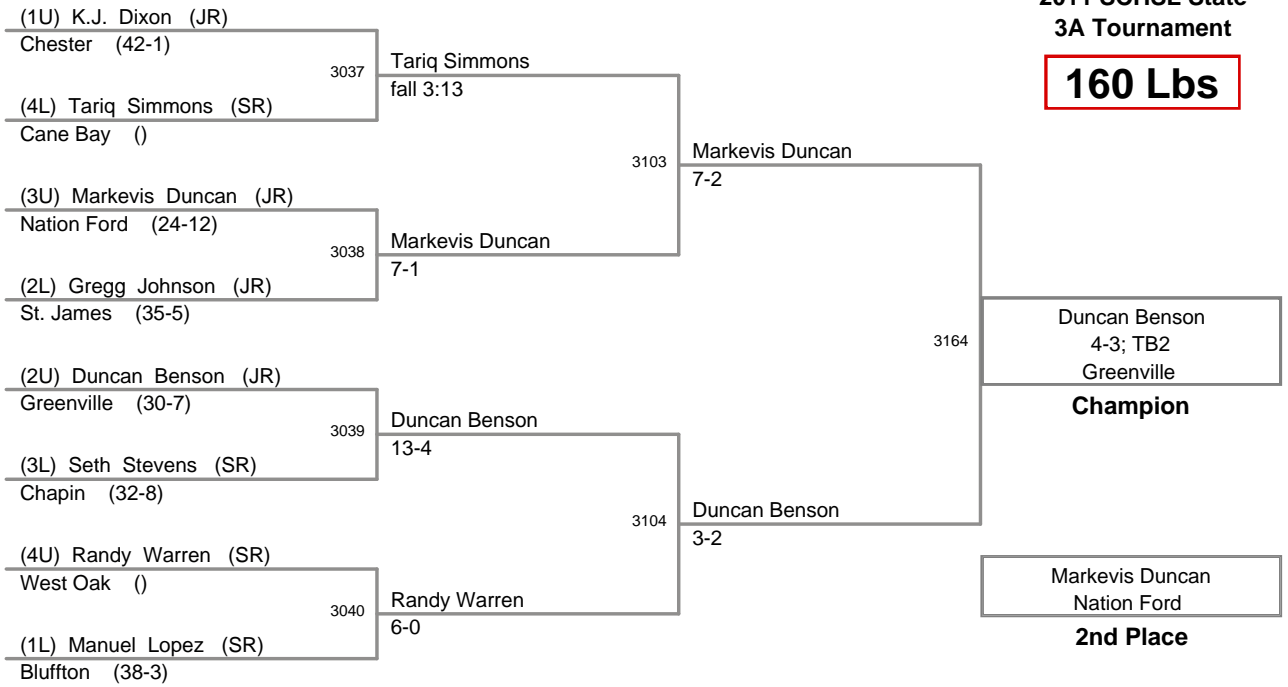 (1U) K.J. Dixon (JR)
Chester (42-1)
3037
(4L) Tariq Simmons (SR)
Cane Bay ()
Tariq Simmons
fall 3:13
(3U) Markevis Duncan (JR)
Nation Ford (24-12)
3038
(2L) Gregg Johnson (JR)
St. James (35-5)
Markevis Duncan
7-1
3103
Markevis Duncan
7-2
(2U) Duncan Benson (JR)
Greenville (30-7)
3039
(3L) Seth Stevens (SR)
Chapin (32-8)
Duncan Benson
13-4
(4U) Randy Warren (SR)
West Oak ()
3040
(1L) Manuel Lopez (SR)
Bluffton (38-3)
Randy Warren
6-0
3104
Duncan Benson
3-2
3164
3A Tournament
160 Lbs
Duncan Benson
4-3; TB2
Greenville
Champion
Markevis Duncan
Nation Ford
2nd Place